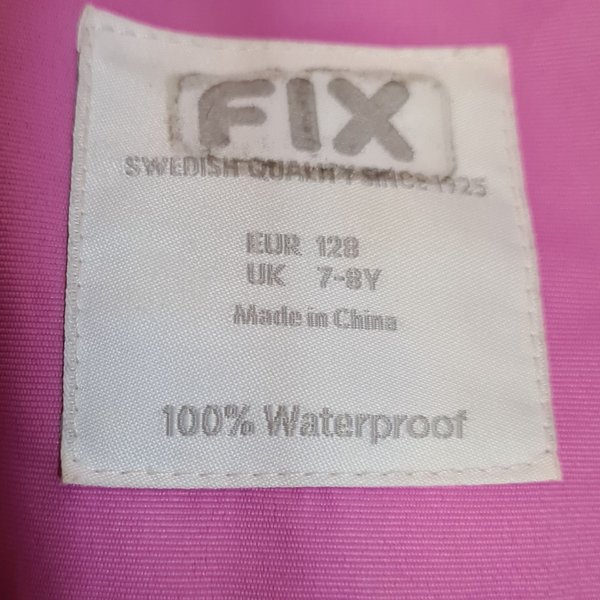 FIX
SWEDISH QUALITY SINCE 1925
EUR 128
UK 7-8Y
Made in China
100% Waterproof